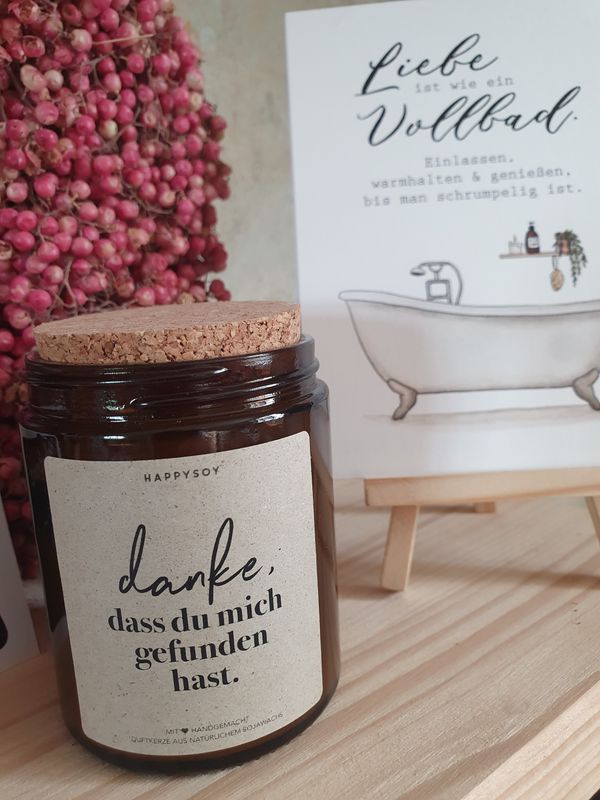 Liebe
ist wie ein
Vollbad.
Einlassen.
warmhalten & genießen,
bis man schrumpelig ist.
HAPPYSOY
danke,
dass du mich
gefunden
hast.
MIT ❤ HANDGEMACHT
DUFTKERZE AUS NATÜRLICHEM SOJAWACHS